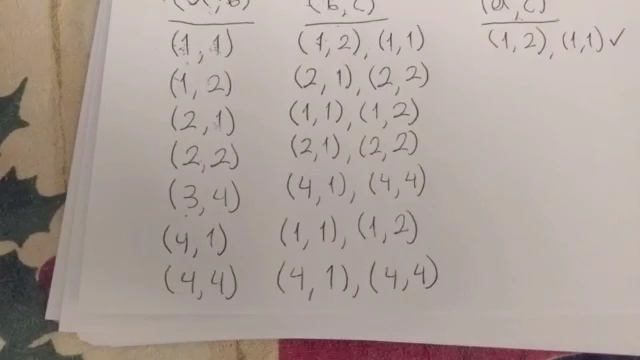 (a, b) (b, c) (a, c)
(1, 1) (1, 2), (1, 1) (1, 2), (1, 1) ✓
(1, 2) (2, 1), (2, 2)
(2, 1) (1, 1), (1, 2)
(2, 2) (2, 1), (2, 2)
(3, 4) (4, 1), (4, 4)
(4, 1) (1, 1), (1, 2)
(4, 4) (4, 1), (4, 4)